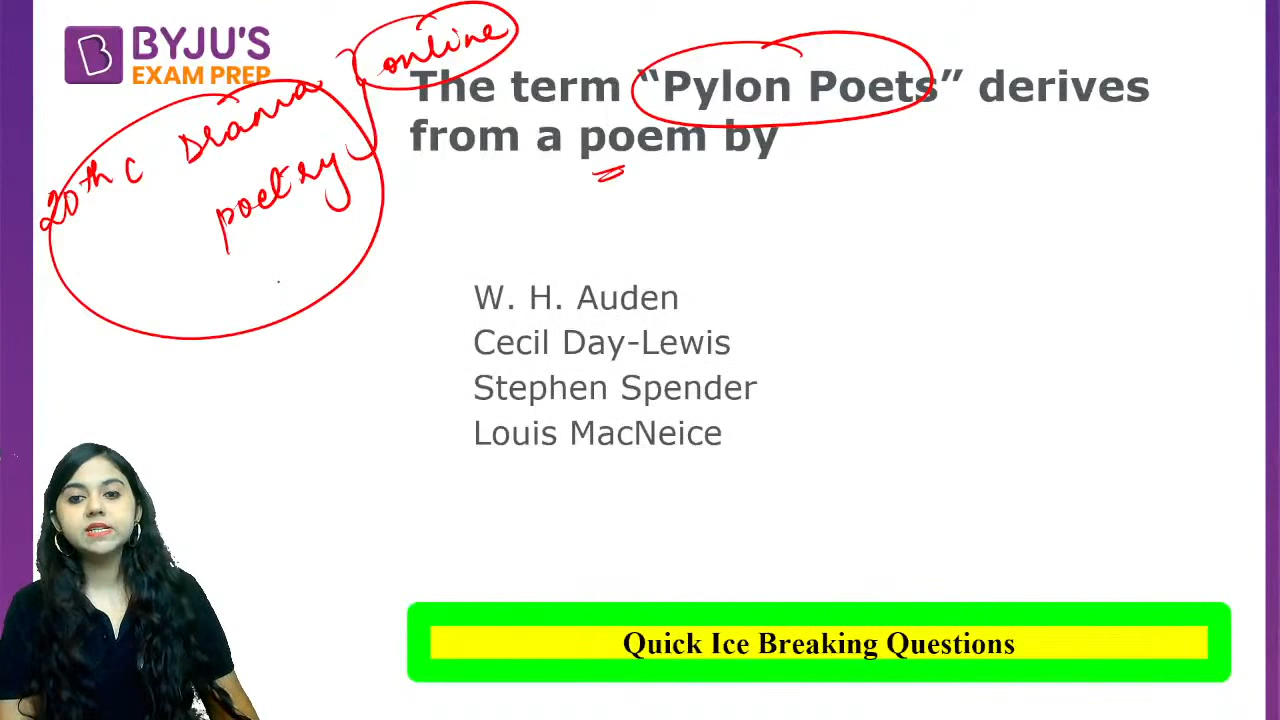 BYJU'S
EXAM PREP
online
20th c Drama
poetry
The term “Pylon Poets” derives
from a poem by
W. H. Auden
Cecil Day-Lewis
Stephen Spender
Louis MacNeice
Quick Ice Breaking Questions